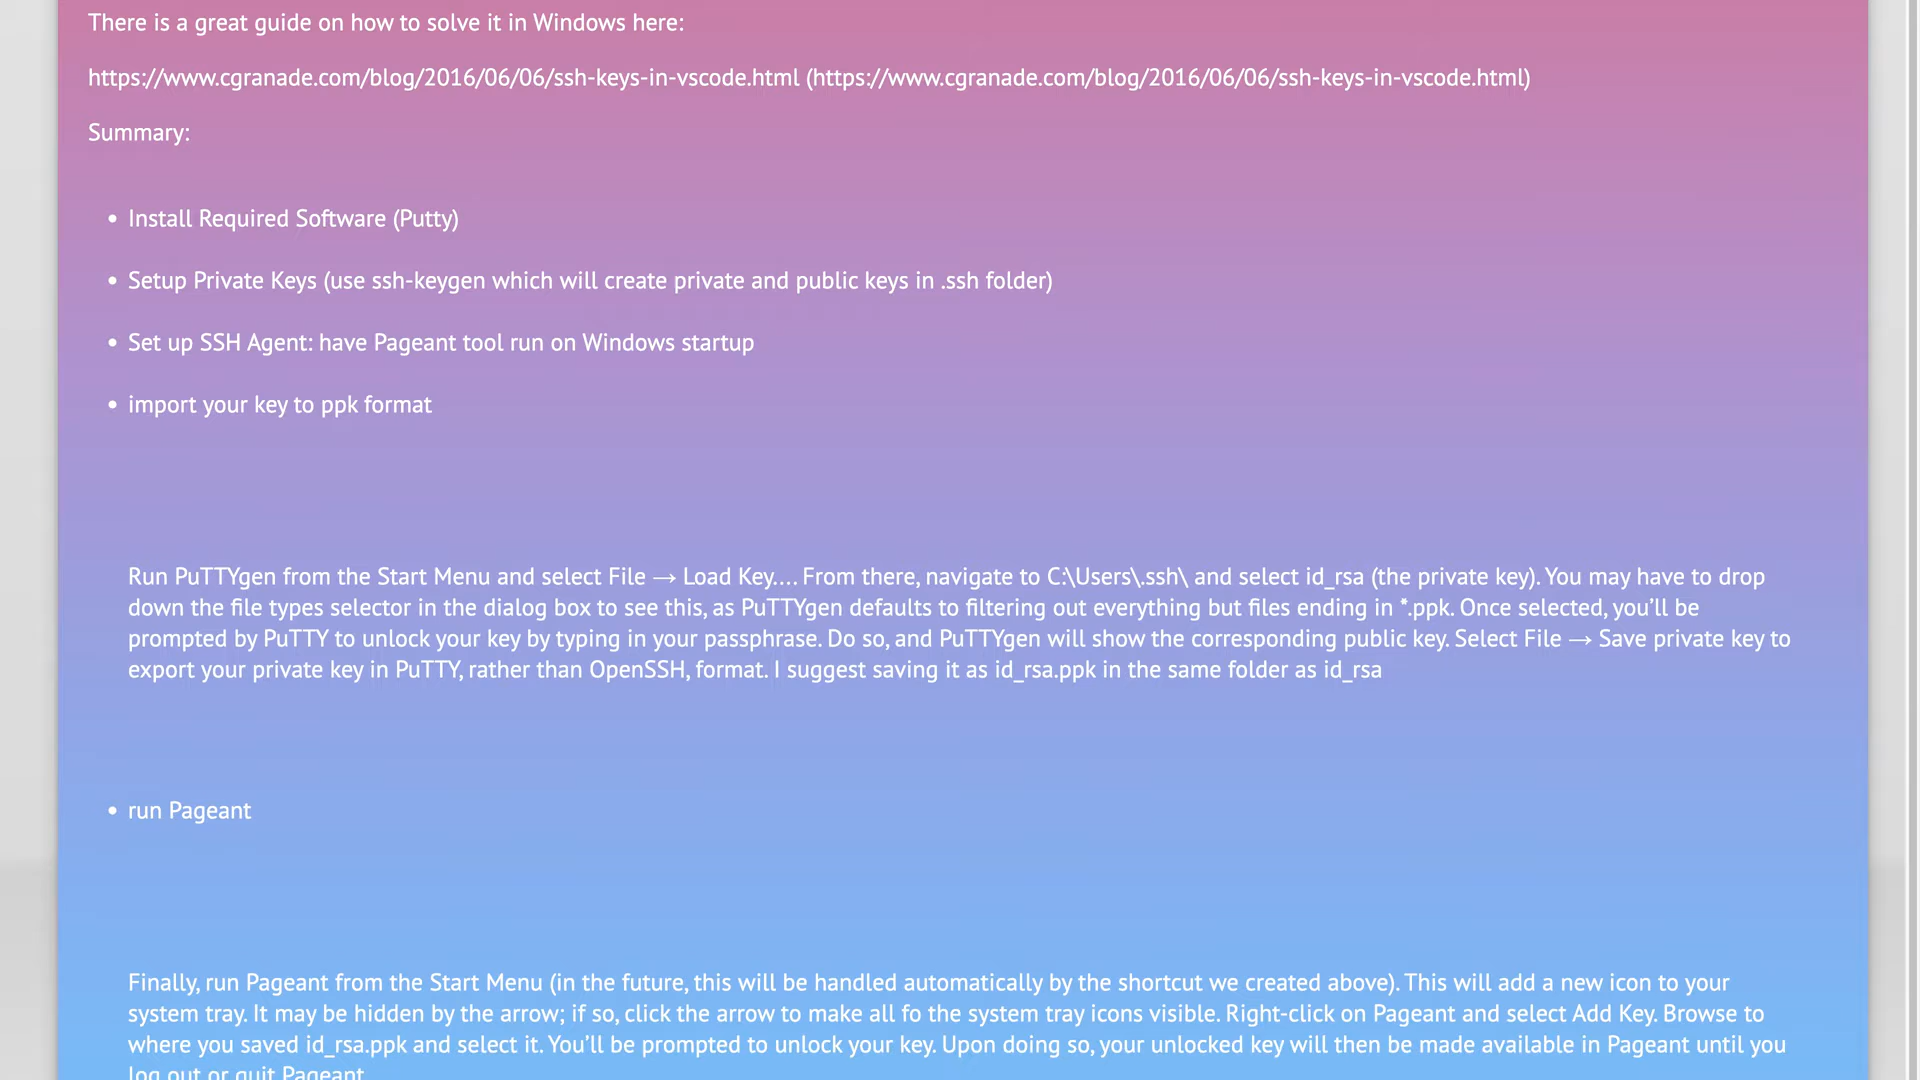 There is a great guide on how to solve it in Windows here:
https://www.cgranade.com/blog/2016/06/06/ssh-keys-in-vscode.html (https://www.cgranade.com/blog/2016/06/06/ssh-keys-in-vscode.html)
Summary:
• Install Required Software (Putty)
• Setup Private Keys (use ssh-keygen which will create private and public keys in .ssh folder)
• Set up SSH Agent: have Pageant tool run on Windows startup
• import your key to ppk format
Run PuTTYgen from the Start Menu and select File → Load Key.... From there, navigate to C:\Users\.ssh\ and select id_rsa (the private key). You may have to drop
down the file types selector in the dialog box to see this, as PuTTYgen defaults to filtering out everything but files ending in *.ppk. Once selected, you’ll be
prompted by PuTTY to unlock your key by typing in your passphrase. Do so, and PuTTYgen will show the corresponding public key. Select File → Save private key to
export your private key in PuTTY, rather than OpenSSH, format. I suggest saving it as id_rsa.ppk in the same folder as id_rsa
• run Pageant
Finally, run Pageant from the Start Menu (in the future, this will be handled automatically by the shortcut we created above). This will add a new icon to your
system tray. It may be hidden by the arrow; if so, click the arrow to make all fo the system tray icons visible. Right-click on Pageant and select Add Key. Browse to
where you saved id_rsa.ppk and select it. You’ll be prompted to unlock your key. Upon doing so, your unlocked key will then be made available in Pageant until you
log out or quit Pageant.